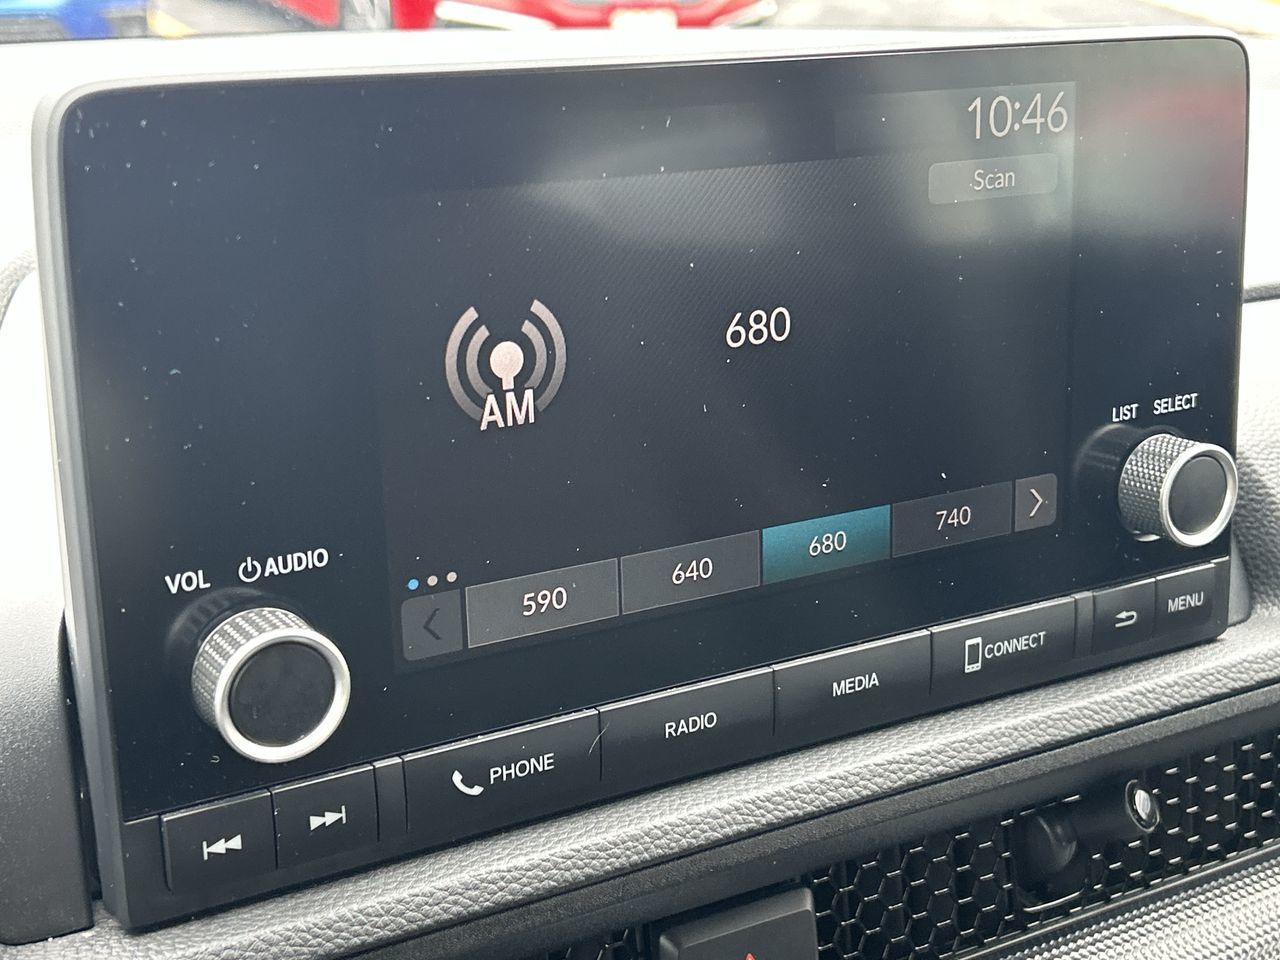 10:46
Scan
680
AM
LIST SELECT
VOL AUDIO
590 640 680 740
PHONE RADIO MEDIA CONNECT MENU